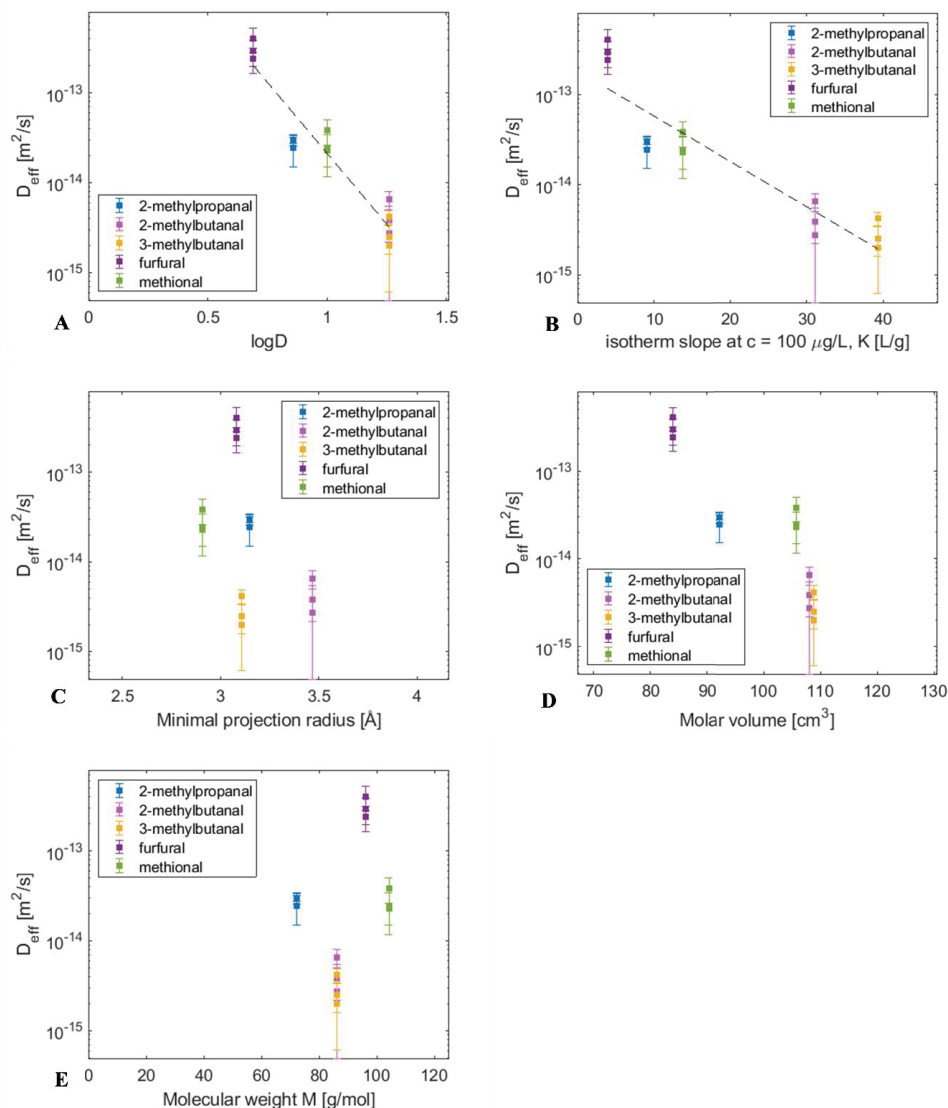 10^-13
10^-14
10^-15
D_eff [m^2/s]
2-methylpropanal
2-methylbutanal
3-methylbutanal
furfural
methional
0 0.5 1 1.5
logD
A
10^-13
10^-14
10^-15
D_eff [m^2/s]
2-methylpropanal
2-methylbutanal
3-methylbutanal
furfural
methional
0 10 20 30 40
isotherm slope at c = 100 μg/L, K [L/g]
B
10^-13
10^-14
10^-15
D_eff [m^2/s]
2-methylpropanal
2-methylbutanal
3-methylbutanal
furfural
methional
2.5 3 3.5 4
Minimal projection radius [Å]
C
10^-13
10^-14
10^-15
D_eff [m^2/s]
2-methylpropanal
2-methylbutanal
3-methylbutanal
furfural
methional
70 80 90 100 110 120 130
Molar volume [cm^3]
D
10^-13
10^-14
10^-15
D_eff [m^2/s]
2-methylpropanal
2-methylbutanal
3-methylbutanal
furfural
methional
0 20 40 60 80 100 120
Molecular weight M [g/mol]
E